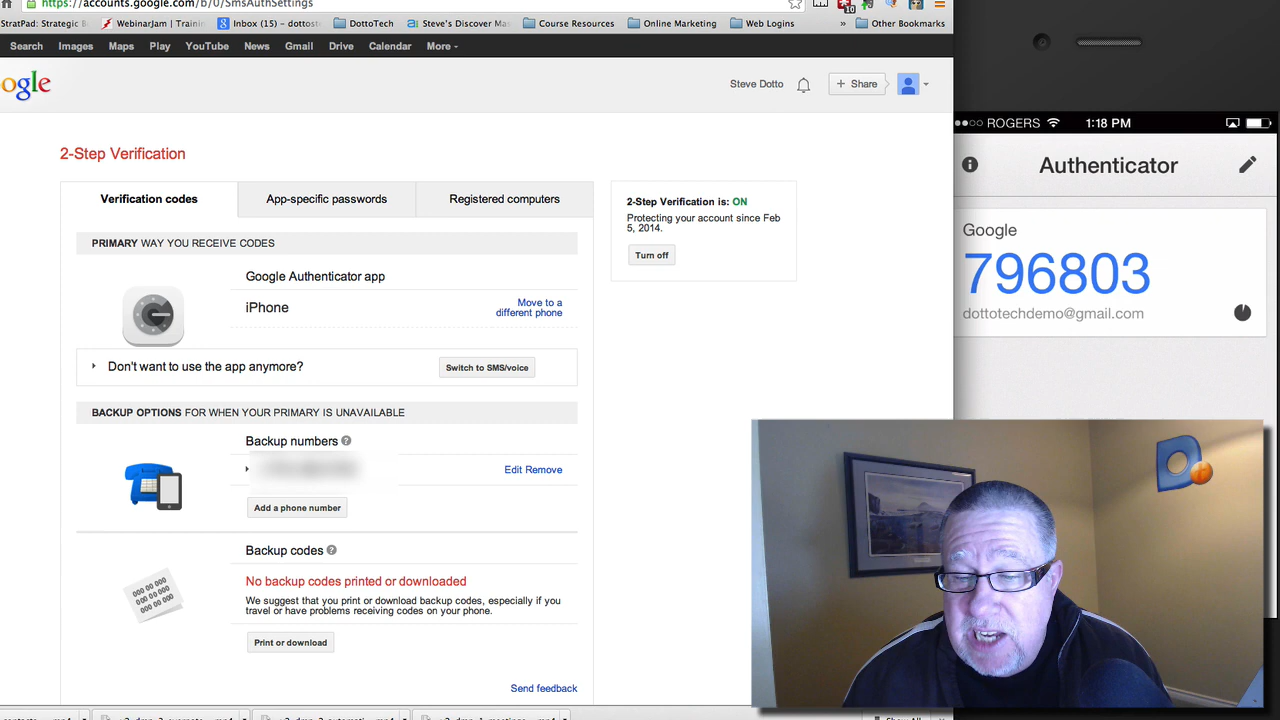 https://accounts.google.com/b/0/SmsAuthSettings
StratPad: Strategic B
WebinarJam | Trainin
Inbox (15) – dottoste
DottoTech
Steve's Discover Ma
Course Resources
Online Marketing
Web Logins
»
Other Bookmarks
10
Search
Images
Maps
Play
YouTube
News
Gmail
Drive
Calendar
More
ogle
Steve Dotto
+ Share
2-Step Verification
Verification codes
App-specific passwords
Registered computers
PRIMARY WAY YOU RECEIVE CODES
Google Authenticator app
iPhone
Move to a
different phone
Don't want to use the app anymore?
Switch to SMS/voice
BACKUP OPTIONS FOR WHEN YOUR PRIMARY IS UNAVAILABLE
Backup numbers ?
Edit Remove
Add a phone number
Backup codes ?
No backup codes printed or downloaded
We suggest that you print or download backup codes, especially if you
travel or have problems receiving codes on your phone.
Print or download
Send feedback
2-Step Verification is: ON
Protecting your account since Feb
5, 2014.
Turn off
ROGERS
1:18 PM
Authenticator
Google
796803
dottotechdemo@gmail.com